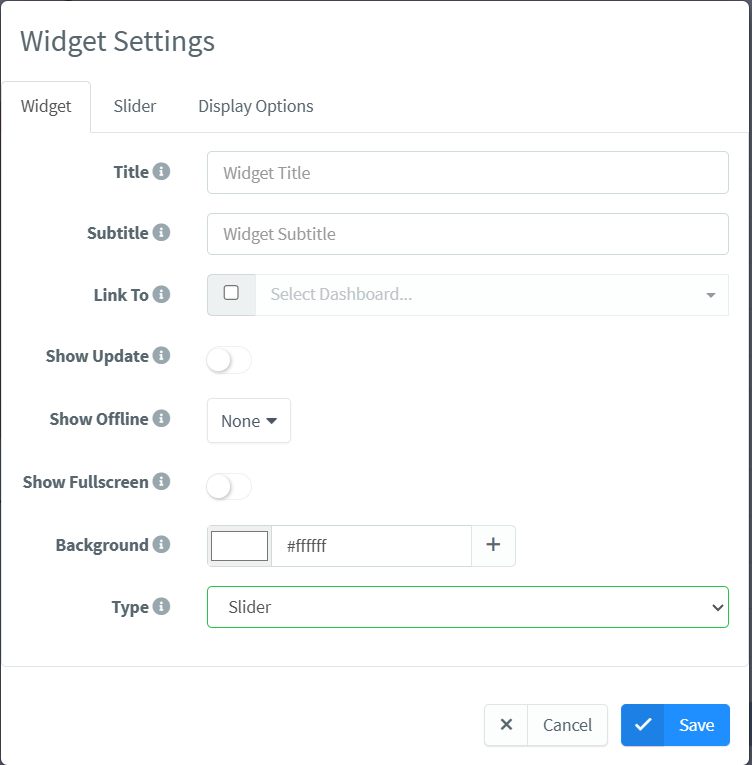 Widget Settings
Widget Slider Display Options
Title Widget Title
Subtitle Widget Subtitle
Link To Select Dashboard...
Show Update
Show Offline None
Show Fullscreen
Background #ffffff +
Type Slider
Cancel Save